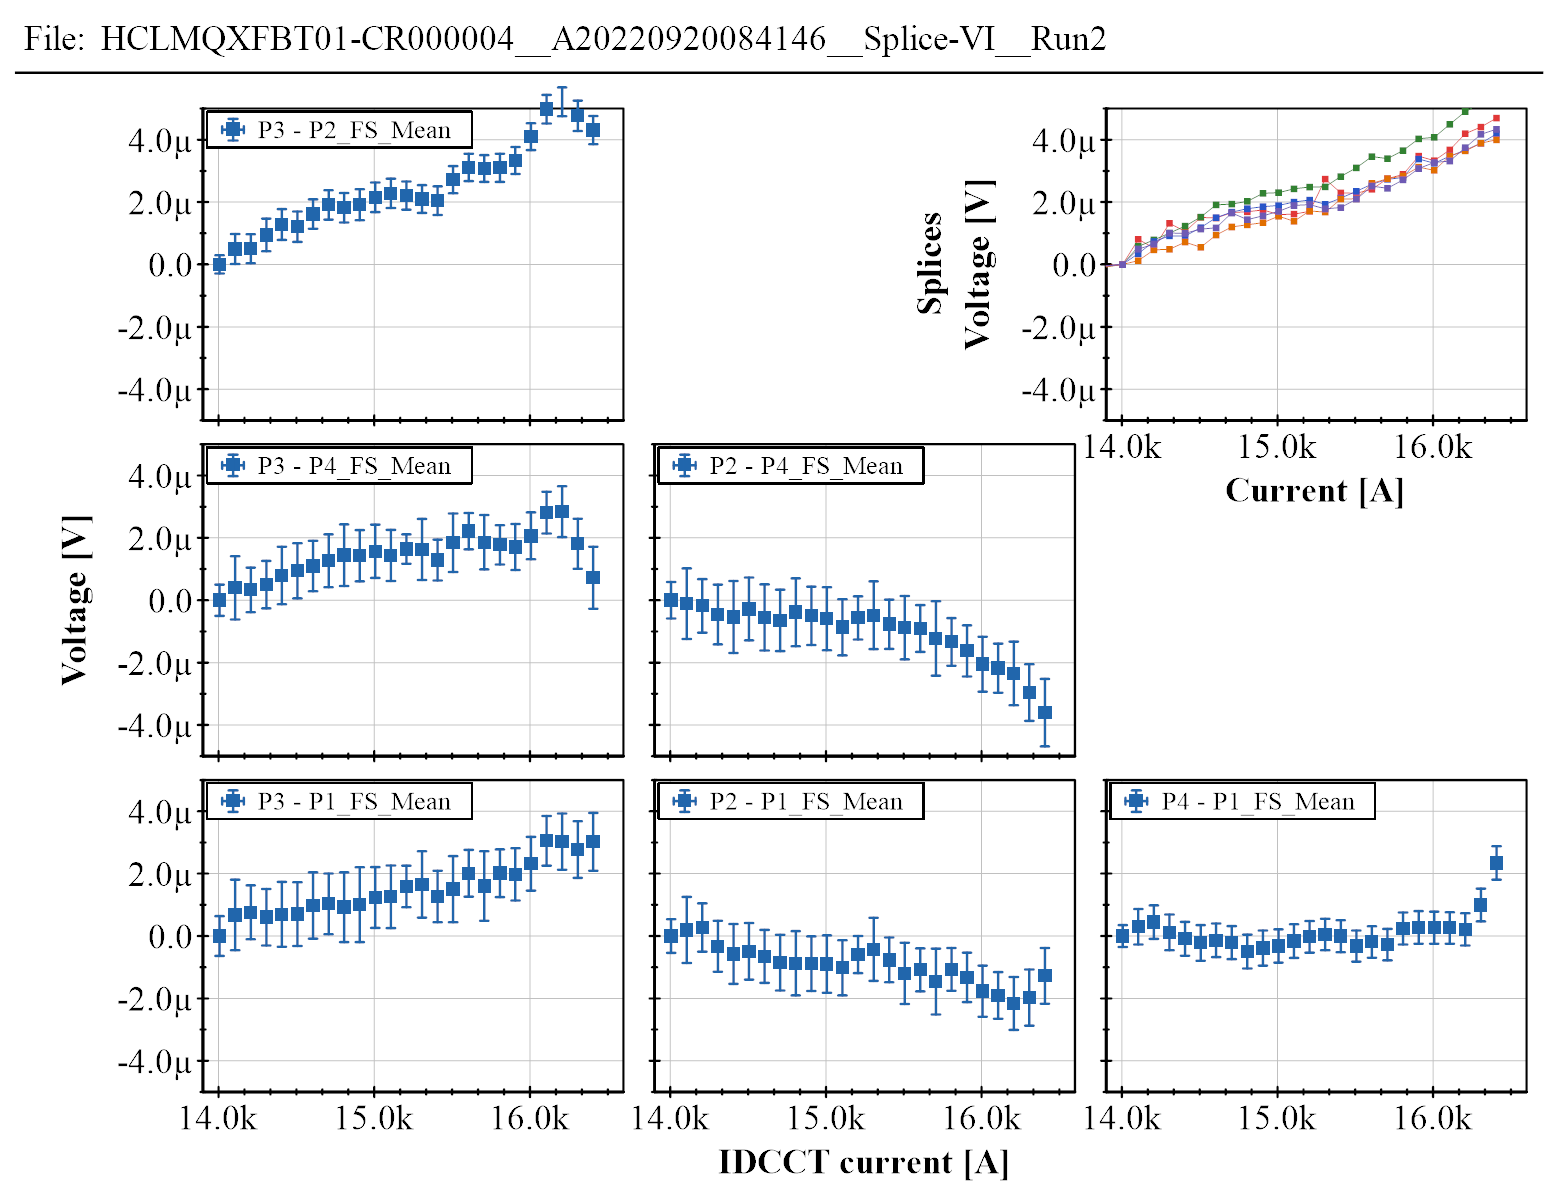 File: HCLMQXFBT01-CR000004__A20220920084146__Splice-VI__Run2
P3 - P2_FS_Mean
4.0µ
2.0µ
0.0
-2.0µ
-4.0µ
Splices
Voltage [V]
4.0µ
2.0µ
0.0
-2.0µ
-4.0µ
14.0k 15.0k 16.0k
Current [A]
Voltage [V]
P3 - P4_FS_Mean
4.0µ
2.0µ
0.0
-2.0µ
-4.0µ
P2 - P4_FS_Mean
P3 - P1_FS_Mean
4.0µ
2.0µ
0.0
-2.0µ
-4.0µ
14.0k 15.0k 16.0k
P2 - P1_FS_Mean
14.0k 15.0k 16.0k
P4 - P1_FS_Mean
14.0k 15.0k 16.0k
IDCCT current [A]